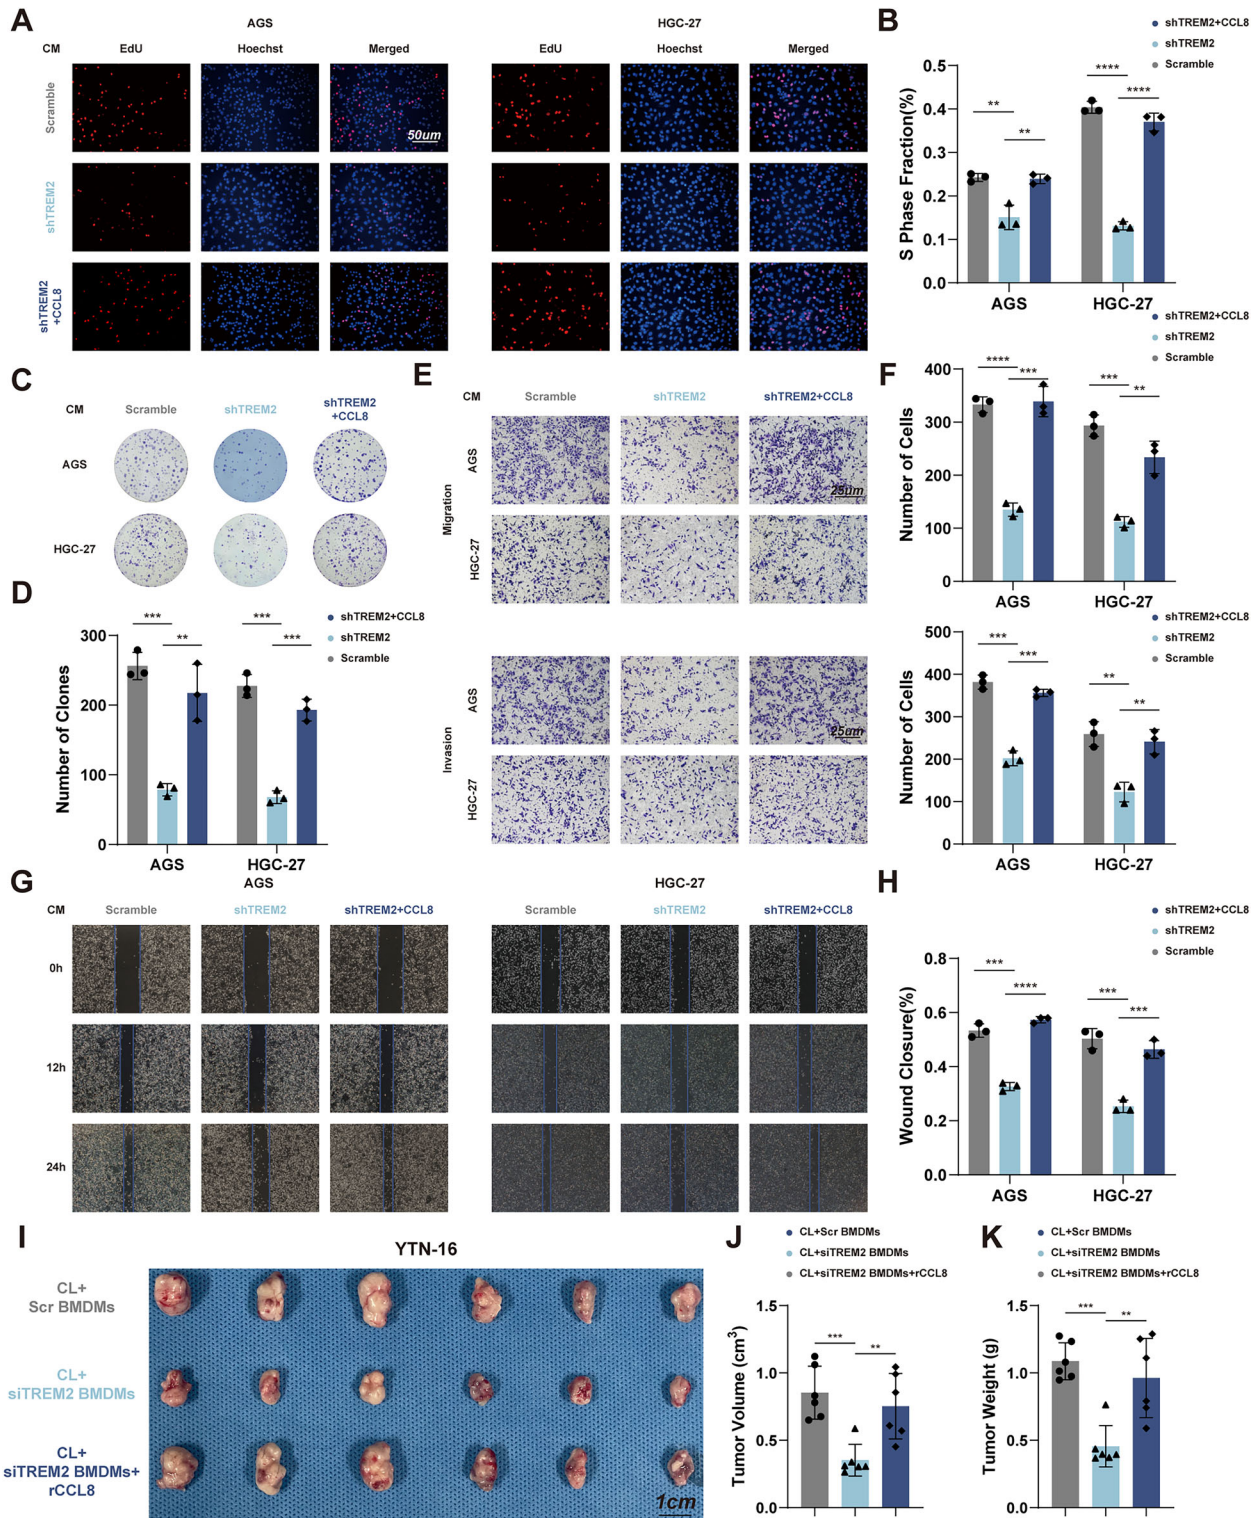 A
AGS
HGC-27
CM
EdU
Hoechst
Merged
EdU
Hoechst
Merged
Scramble
50um
shTREM2
shTREM2
+CCL8
B
shTREM2+CCL8
shTREM2
Scramble
S Phase Fraction(%)
0.5
0.4
0.3
0.2
0.1
0.0
**
**
****
****
AGS
HGC-27
C
CM
Scramble
shTREM2
shTREM2
+CCL8
AGS
HGC-27
D
shTREM2+CCL8
shTREM2
Scramble
Number of Clones
300
200
100
0
***
**
***
***
AGS
HGC-27
E
CM
Scramble
shTREM2
shTREM2+CCL8
Migration
AGS
25um
HGC-27
Invasion
AGS
25um
HGC-27
F
shTREM2+CCL8
shTREM2
Scramble
Number of Cells
400
300
200
100
0
****
***
***
**
AGS
HGC-27
shTREM2+CCL8
shTREM2
Scramble
Number of Cells
500
400
300
200
100
0
***
***
**
**
AGS
HGC-27
G
AGS
HGC-27
CM
Scramble
shTREM2
shTREM2+CCL8
Scramble
shTREM2
shTREM2+CCL8
0h
12h
24h
H
shTREM2+CCL8
shTREM2
Scramble
Wound Closure(%)
0.8
0.6
0.4
0.2
0.0
***
****
***
***
AGS
HGC-27
I
YTN-16
CL+
Scr BMDMs
CL+
siTREM2 BMDMs
CL+
siTREM2 BMDMs+
rCCL8
1cm
J
CL+Scr BMDMs
CL+siTREM2 BMDMs
CL+siTREM2 BMDMs+rCCL8
Tumor Volume (cm³)
1.5
1.0
0.5
0.0
***
**
K
CL+Scr BMDMs
CL+siTREM2 BMDMs
CL+siTREM2 BMDMs+rCCL8
Tumor Weight (g)
1.5
1.0
0.5
0.0
***
**